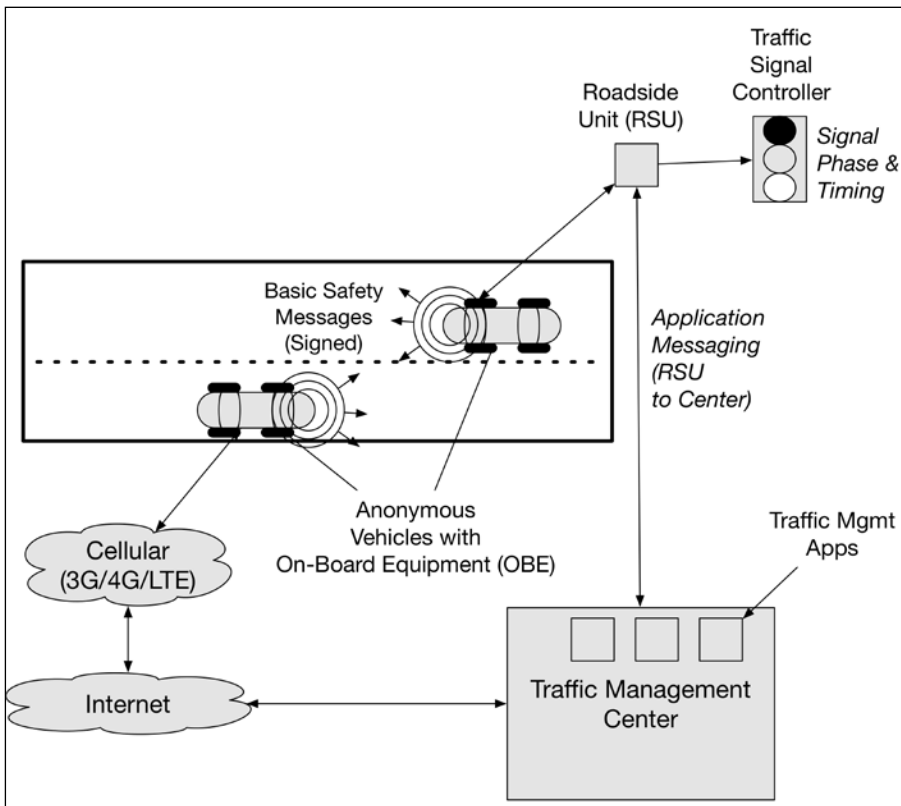 Traffic
Signal
Controller
Roadside
Unit (RSU)
Signal
Phase &
Timing
Basic Safety
Messages
(Signed)
Application
Messaging
(RSU
to Center)
Anonymous
Vehicles with
On-Board Equipment (OBE)
Cellular
(3G/4G/LTE)
Traffic Mgmt
Apps
Internet
Traffic Management
Center